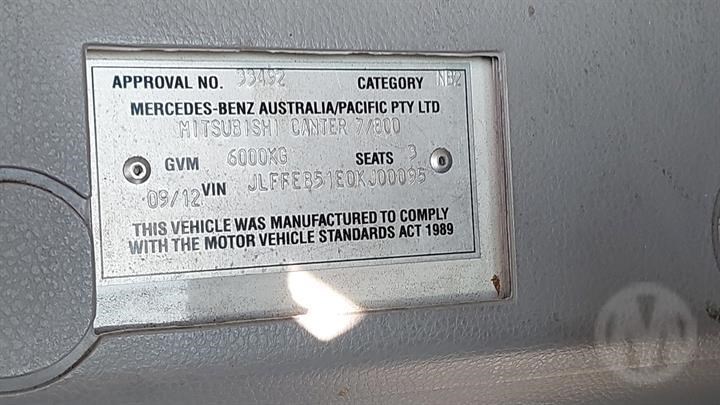 APPROVAL NO. 33492 CATEGORY NB2
MERCEDES-BENZ AUSTRALIA/PACIFIC PTY LTD
MITSUBISHI CANTER 7/800
GVM 6000KG SEATS 3
09/12 VIN JLFFEB51E0KJ00095
THIS VEHICLE WAS MANUFACTURED TO COMPLY
WITH THE MOTOR VEHICLE STANDARDS ACT 1989
M